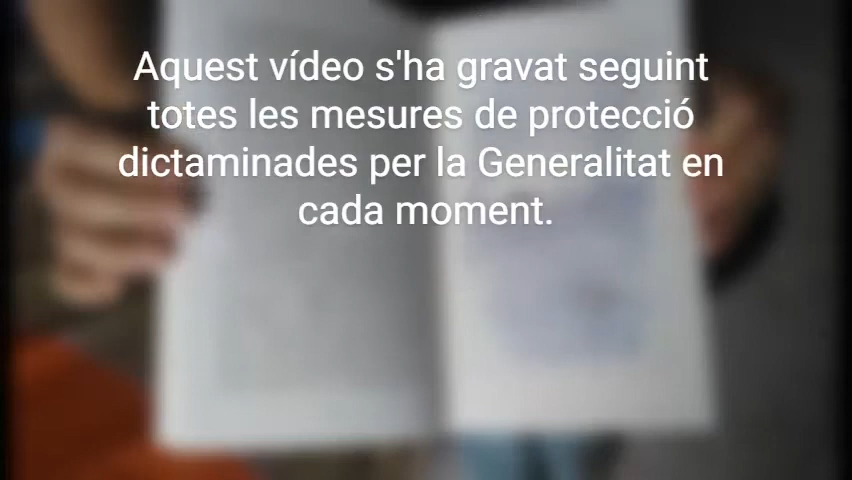 Aquest vídeo s'ha gravat seguint
totes les mesures de protecció
dictaminades per la Generalitat en
cada moment.